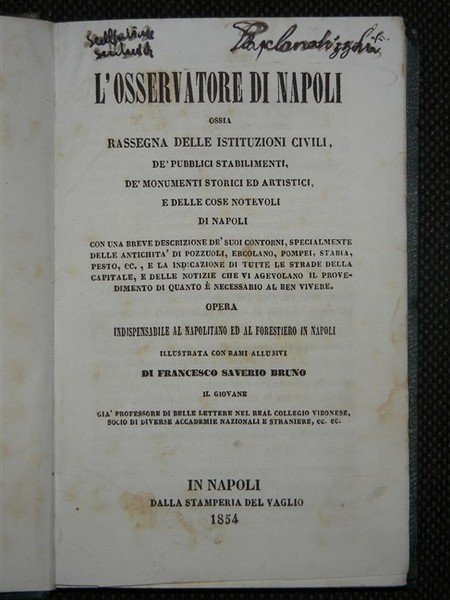 L'OSSERVATORE DI NAPOLI
OSSIA
RASSEGNA DELLE ISTITUZIONI CIVILI,
DE' PUBBLICI STABILIMENTI,
DE' MONUMENTI STORICI ED ARTISTICI,
E DELLE COSE NOTEVOLI
DI NAPOLI
CON UNA BREVE DESCRIZIONE DE' SUOI CONTORNI, SPECIALMENTE
DELLE ANTICHITA' DI POZZUOLI, ERCOLANO, POMPEI, STABIA,
PESTO, EC., E LA INDICAZIONE DI TUTTE LE STRADE DELLA
CAPITALE, E DELLE NOTIZIE CHE VI AGEVOLANO IL PROVE-
DIMENTO DI QUANTO È NECESSARIO AL BEN VIVERE.
OPERA
INDISPENSABILE AL NAPOLITANO ED AL FORESTIERO IN NAPOLI
ILLUSTRATA CON RAMI ALLUSIVI
DI FRANCESCO SAVERIO BRUNO
IL GIOVANE
GIA' PROFESSORE DI BELLE LETTERE NEL REAL COLLEGIO VIBONESE,
SOCIO DI DIVERSE ACCADEMIE NAZIONALI E STRANIERE, EC. EC.
IN NAPOLI
DALLA STAMPERIA DEL VAGLIO
1854